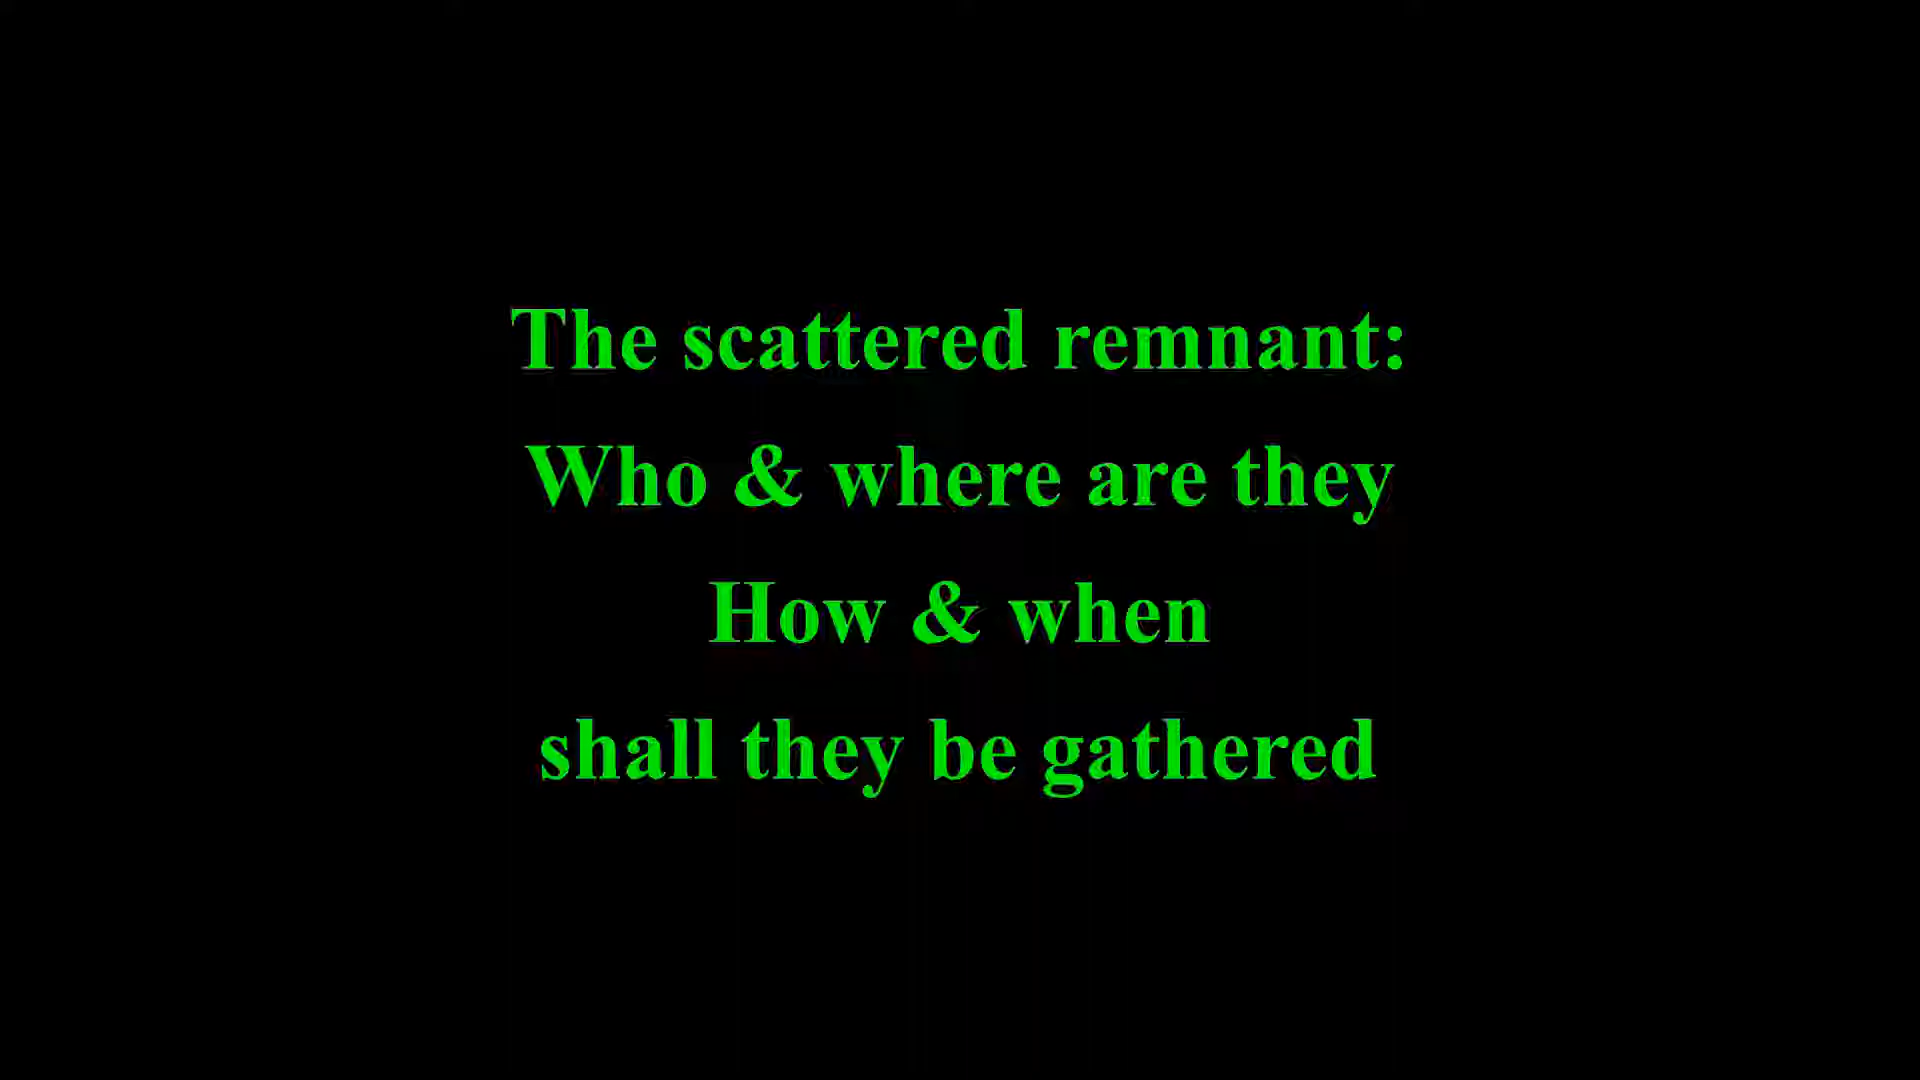 The scattered remnant:
Who & where are they
How & when
shall they be gathered